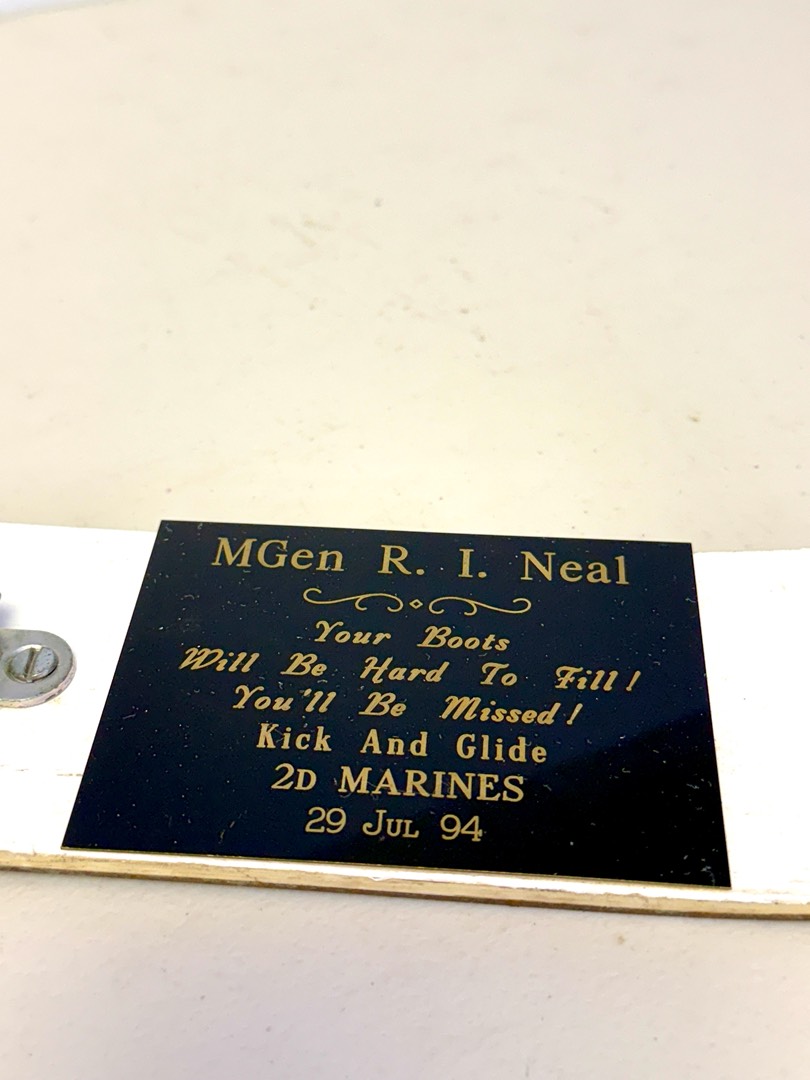 MGen R. I. Neal
Your Boots
Will Be Hard To Fill!
You'll Be Missed!
Kick And Glide
2D MARINES
29 Jul 94